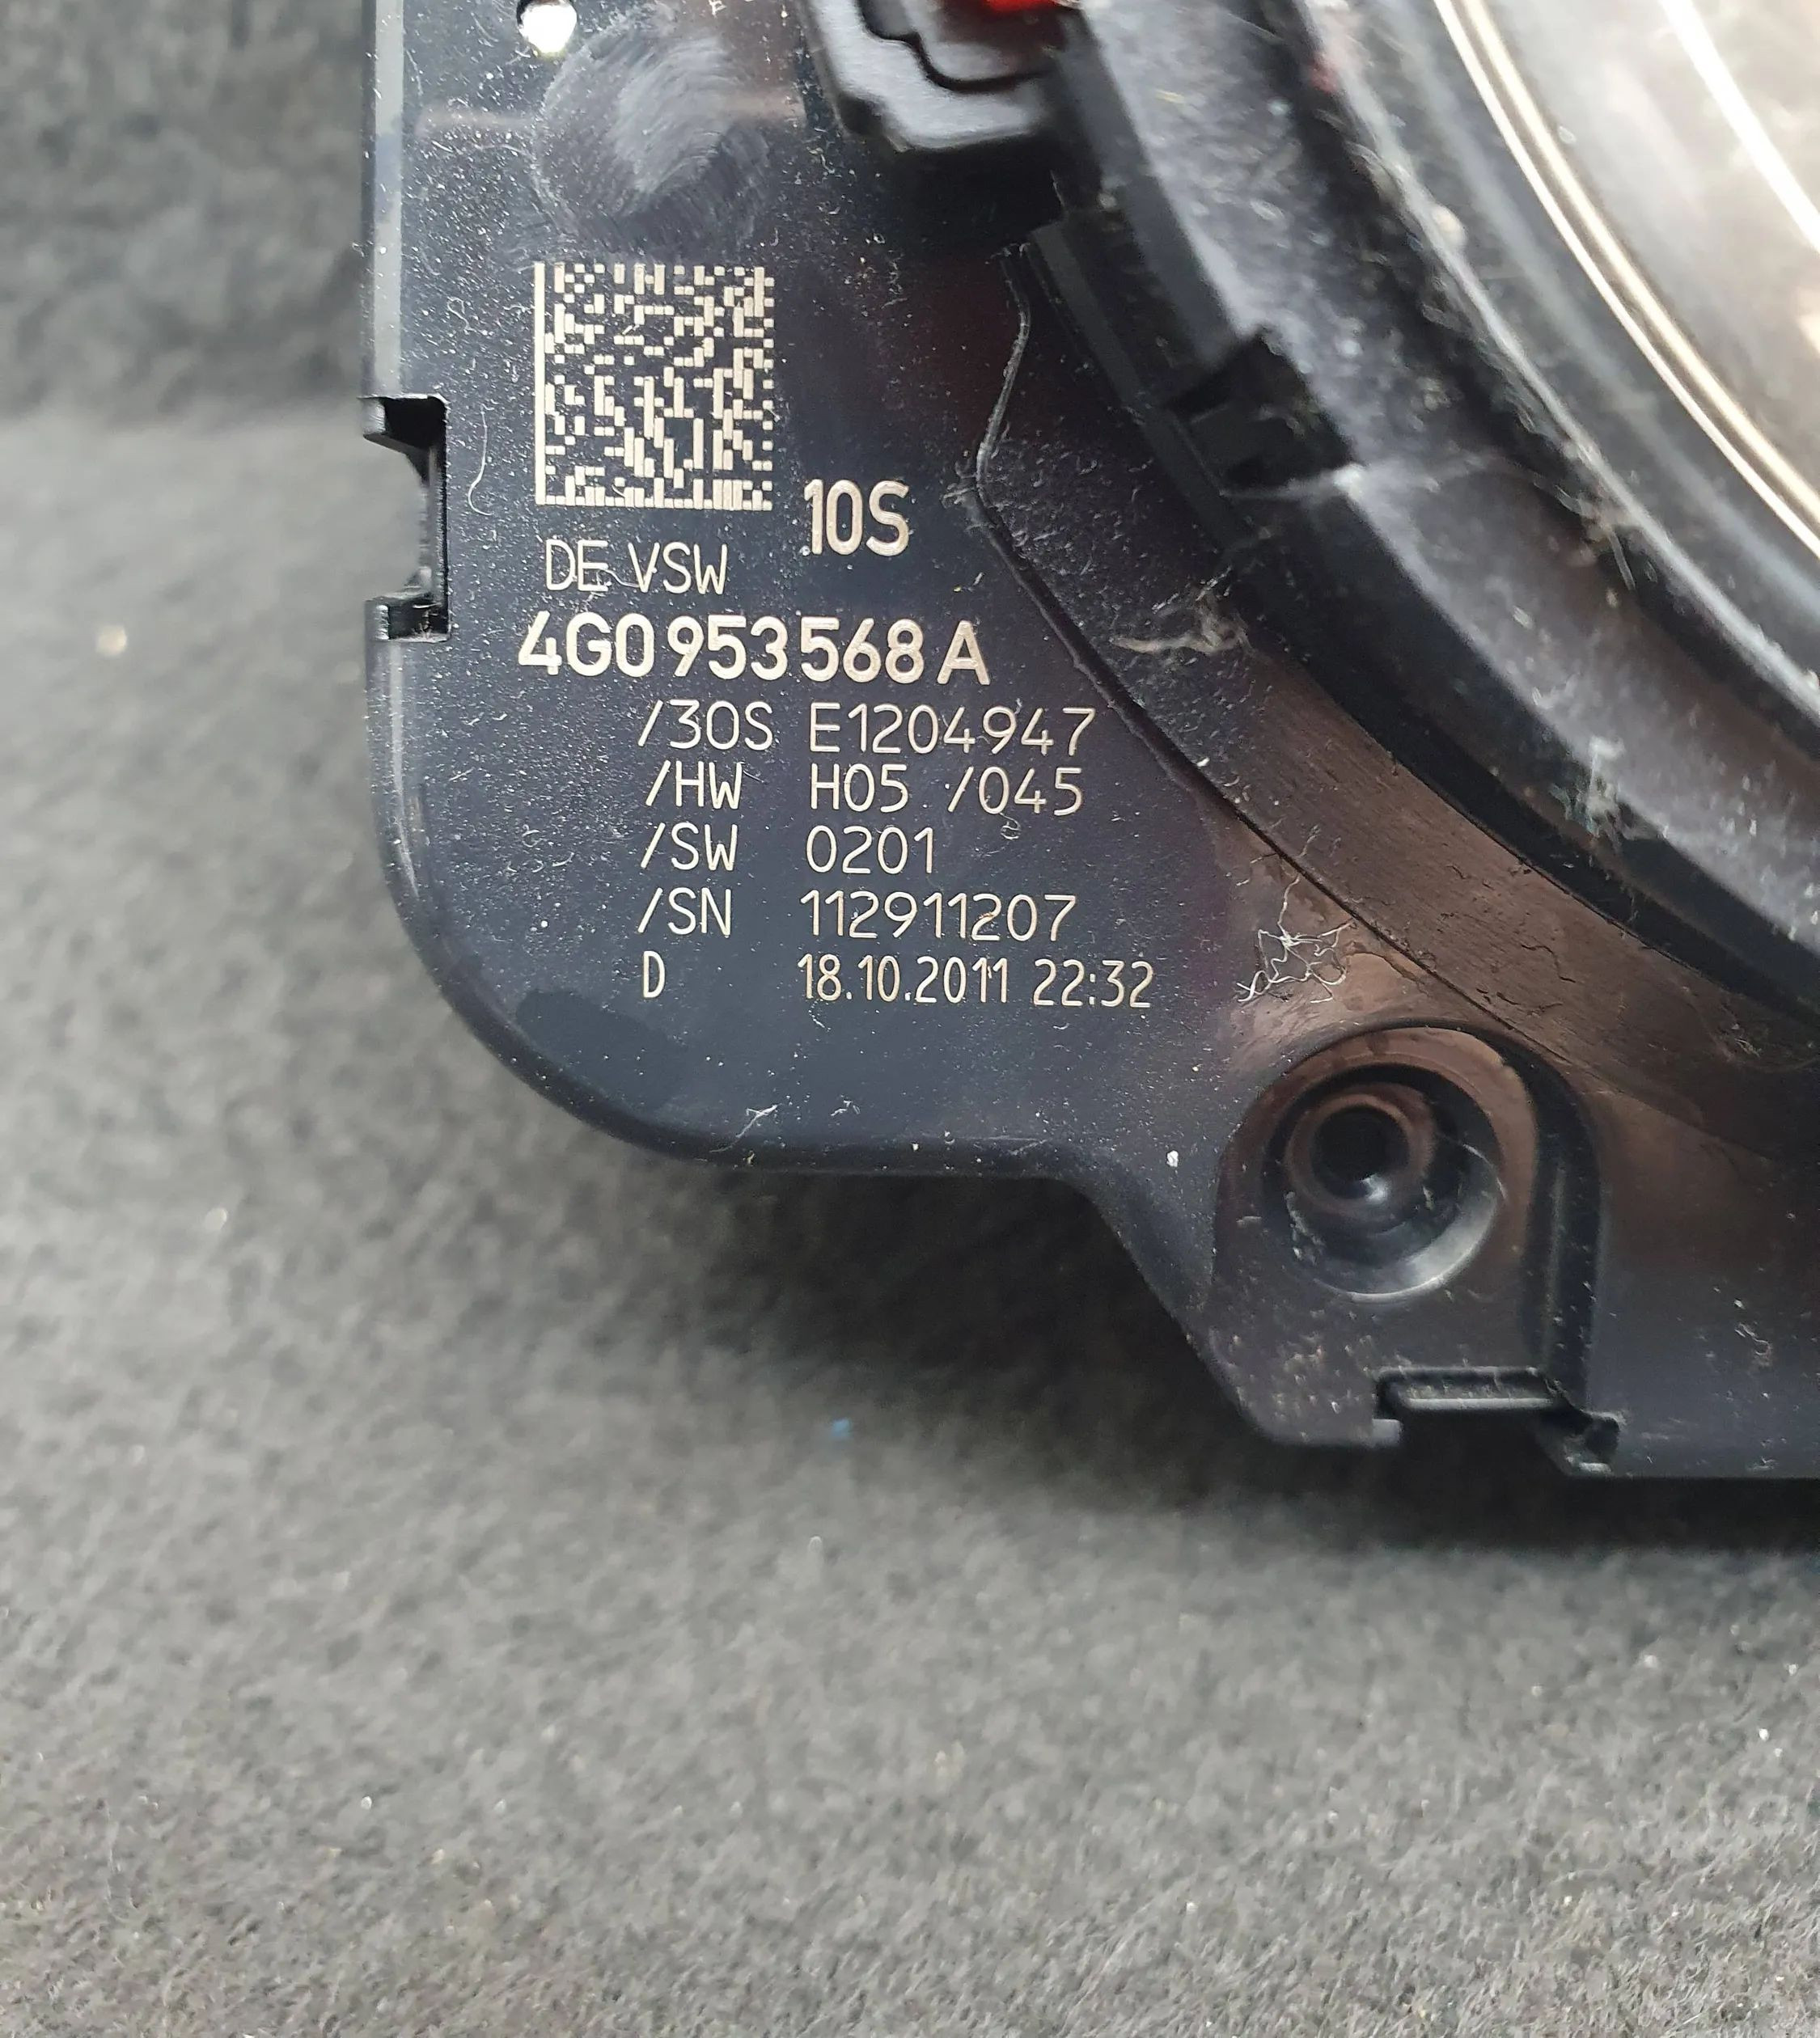 10S
DE VSW
4G0 953 568 A
/30S E1204947
/HW H05 /045
/SW 0201
/SN 112911207
D 18.10.2011 22:32